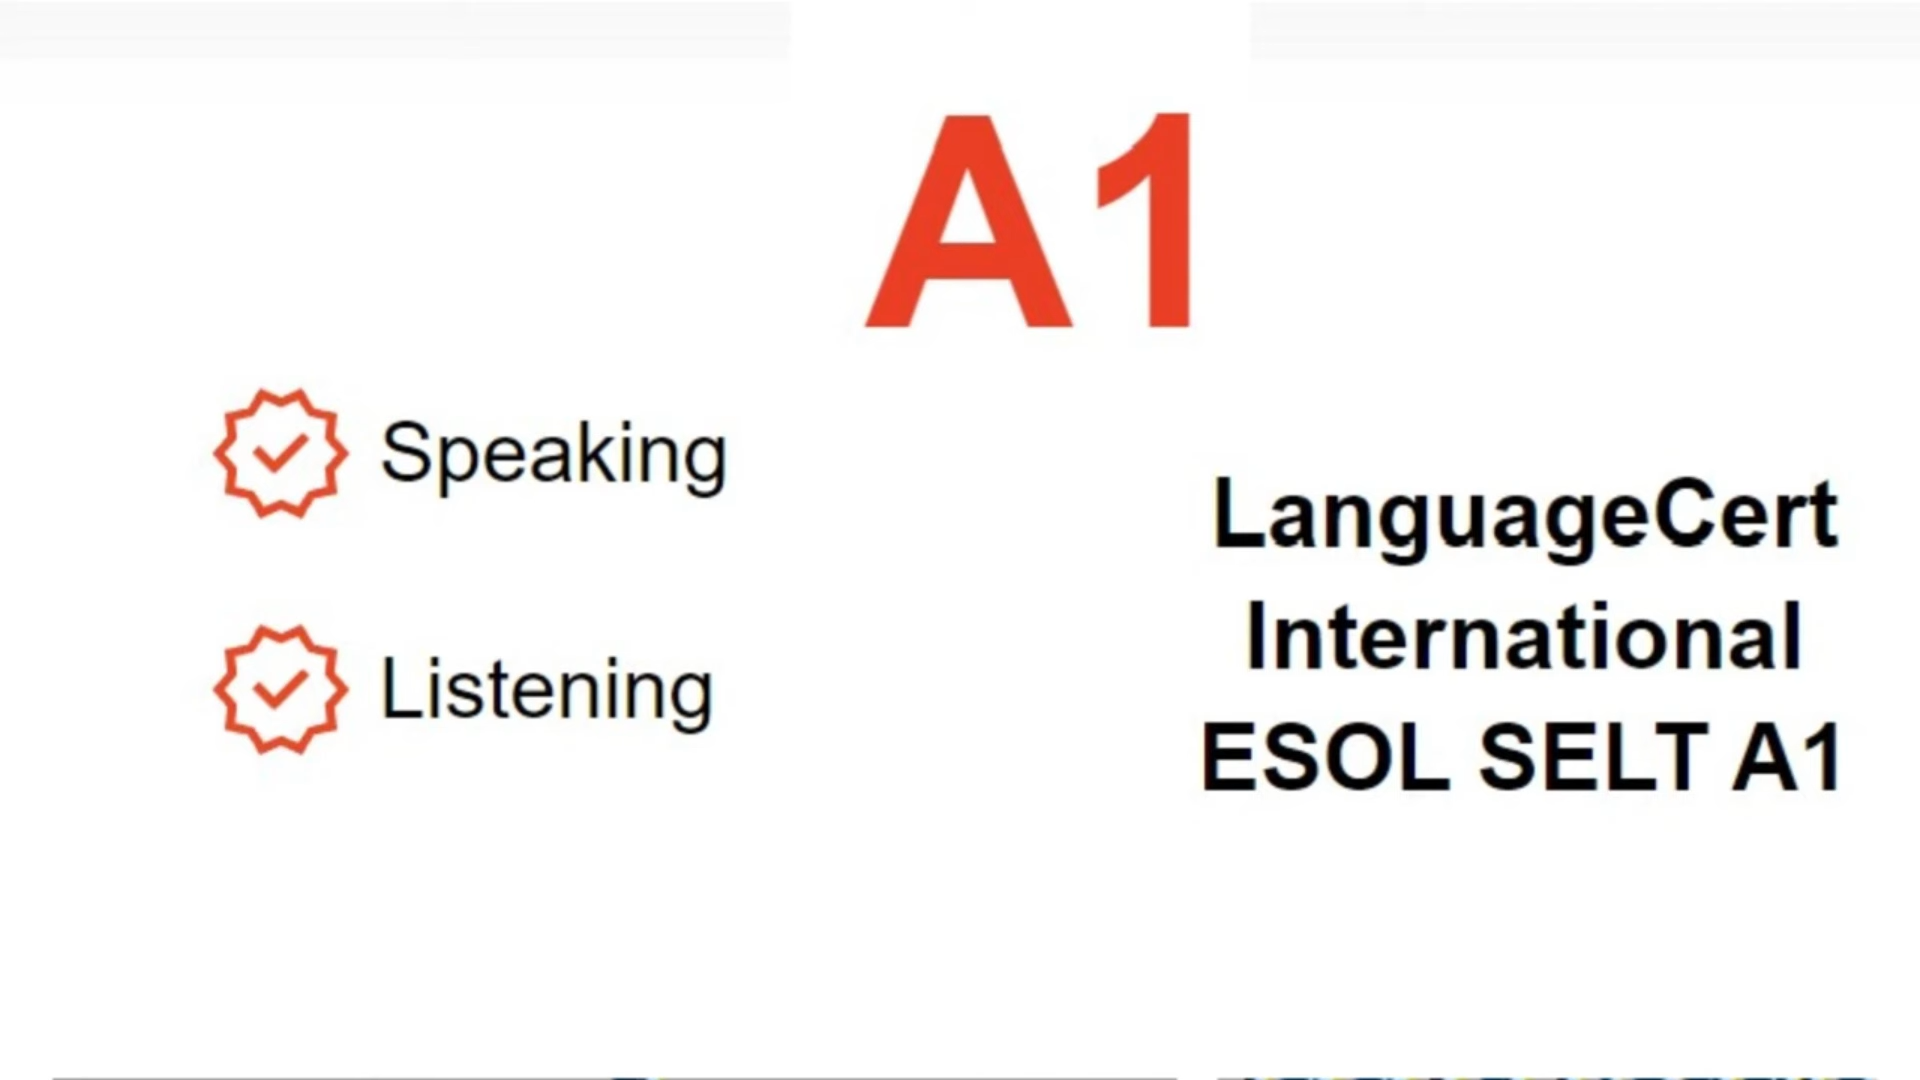 A1
Speaking
Listening
LanguageCert
International
ESOL SELT A1